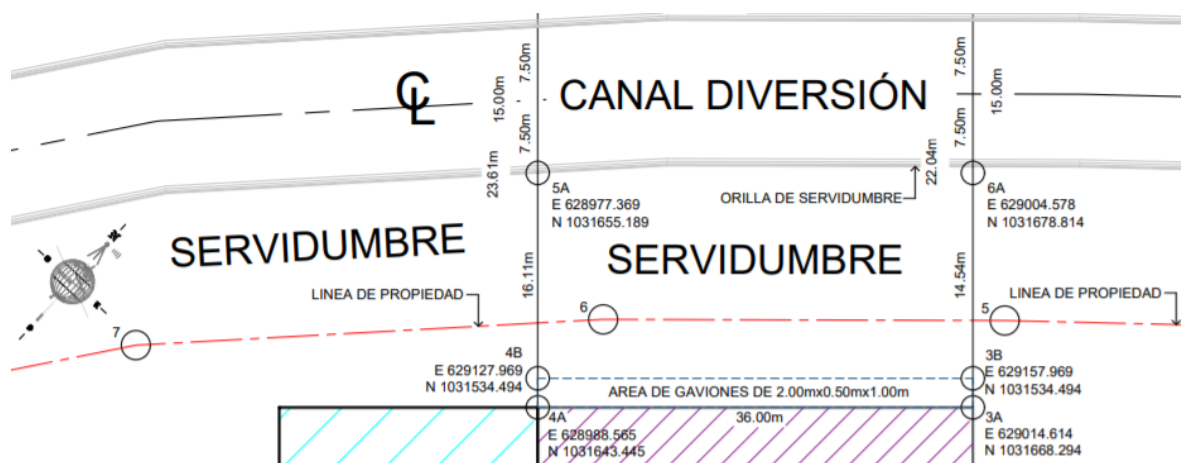 7.50m
7.50m
15.00m
15.00m
CL
CANAL DIVERSIÓN
7.50m
7.50m
23.61m
22.04m
5A
E 628977.369
N 1031655.189
ORILLA DE SERVIDUMBRE
6A
E 629004.578
N 1031678.814
SERVIDUMBRE
SERVIDUMBRE
16.11m
14.54m
LINEA DE PROPIEDAD
LINEA DE PROPIEDAD
7
6
5
4B
E 629127.969
N 1031534.494
3B
E 629157.969
N 1031534.494
AREA DE GAVIONES DE 2.00mx0.50mx1.00m
36.00m
4A
E 628988.565
N 1031643.445
3A
E 629014.614
N 1031668.294